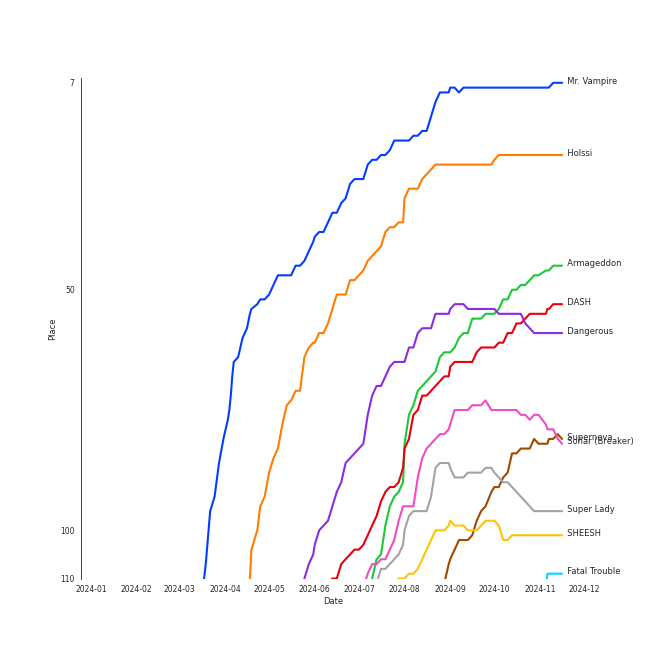 7
Mr. Vampire
Holssi
Armageddon
50
DASH
Place
Dangerous
Supernova
Sonar (Breaker)
Super Lady
100
SHEESH
Fatal Trouble
110
2024-01 2024-02 2024-03 2024-04 2024-05 2024-06 2024-07 2024-08 2024-09 2024-10 2024-11 2024-12
Date